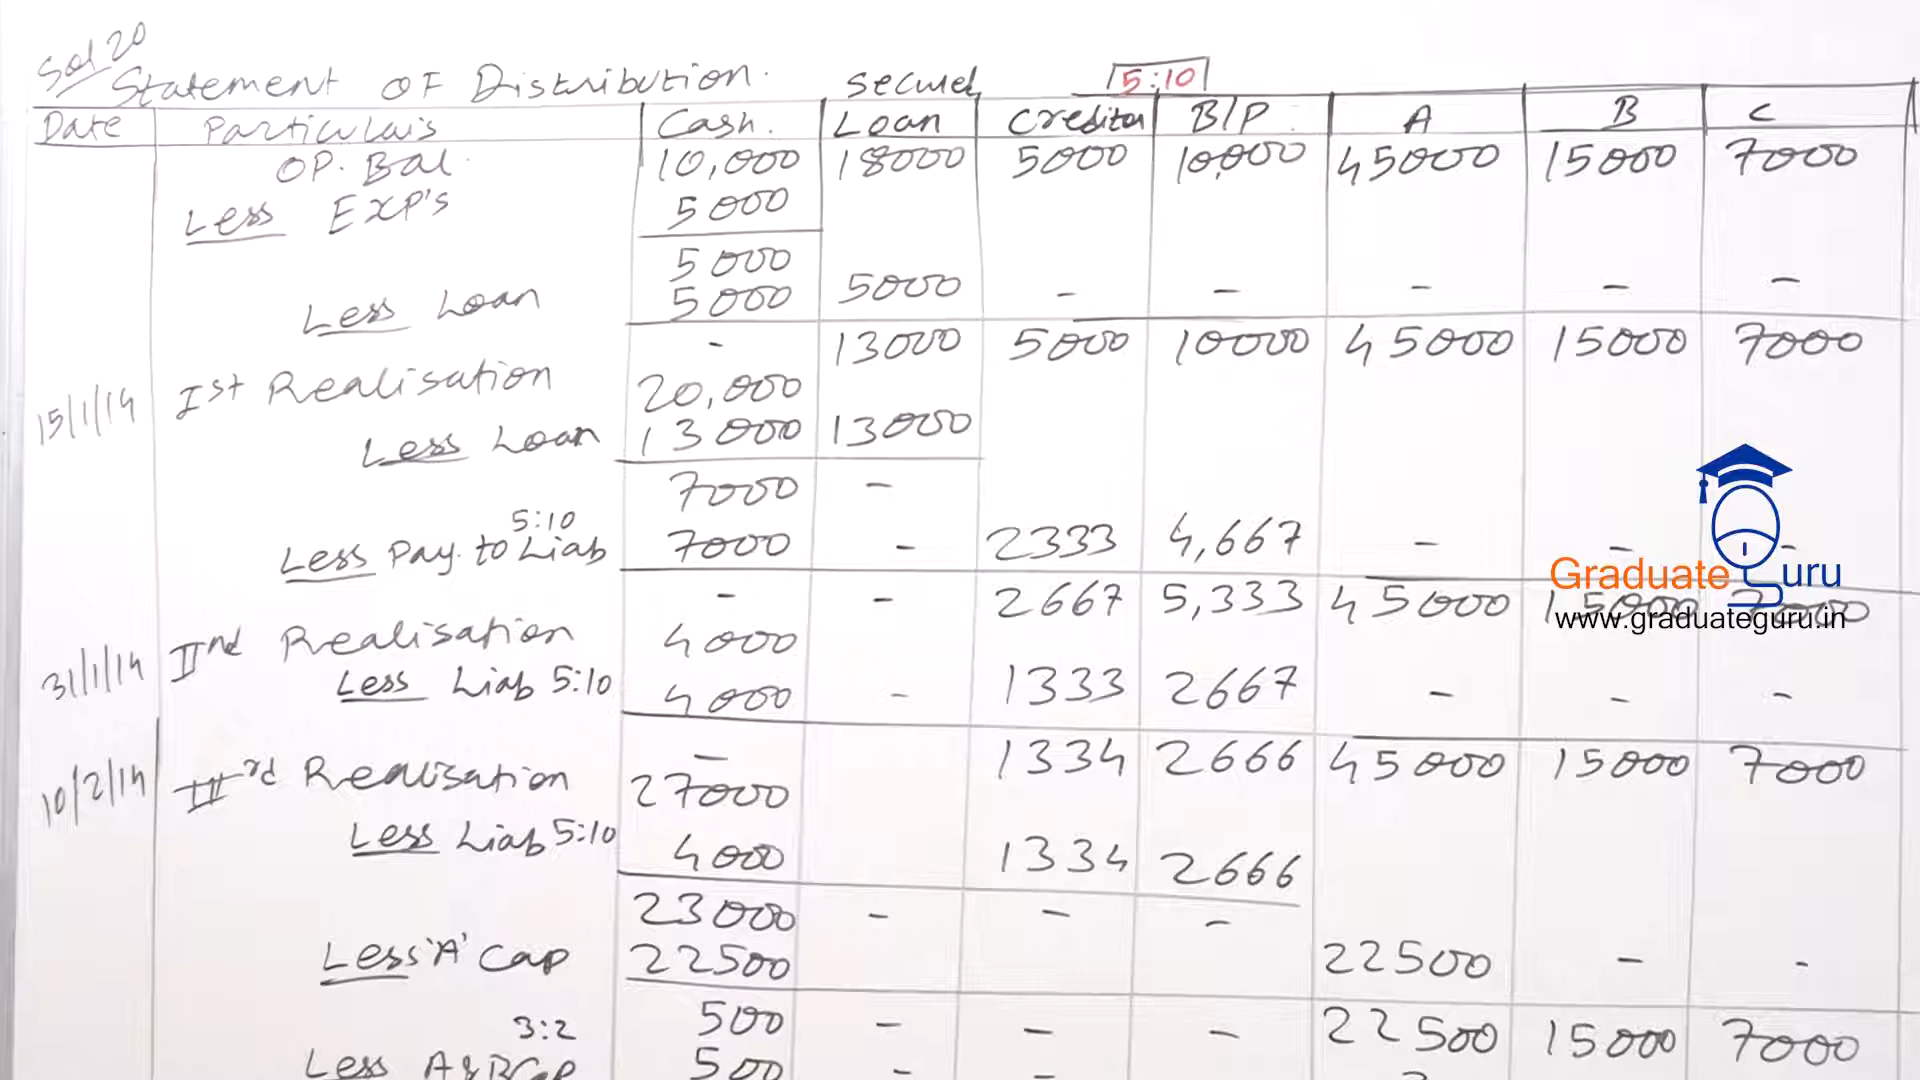 Sol 20
Statement OF Distribution.
5:10
Secured
Date Particulars Cash. Loan Creditor B/P A B C
OP. Bal. 10,000 18000 5000 10,000 45000 15000 7000
Less EXP's 5000
5000
Less Loan 5000 5000 - - - - -
- 13000 5000 10000 45000 15000 7000
15/1/14 Ist Realisation 20,000
Less Loan 13000 13000
7000 -
5:10
Less Pay. to Liab 7000 - 2333 4,667 - - -
- - 2667 5,333 45000 15000 7000
31/1/14 IInd Realisation 4000
Less Liab 5:10 4000 - 1333 2667 - - -
- 1334 2666 45000 15000 7000
10/2/14 IIIrd Realisation 27000
Less Liab 5:10 4000 1334 2666
23000 - - -
Less 'A' Cap 22500 22500 - -
500 - - - 22500 15000 7000
3:2
Less A&B Cap 500 - -
Graduate Guru
www.graduateguru.in